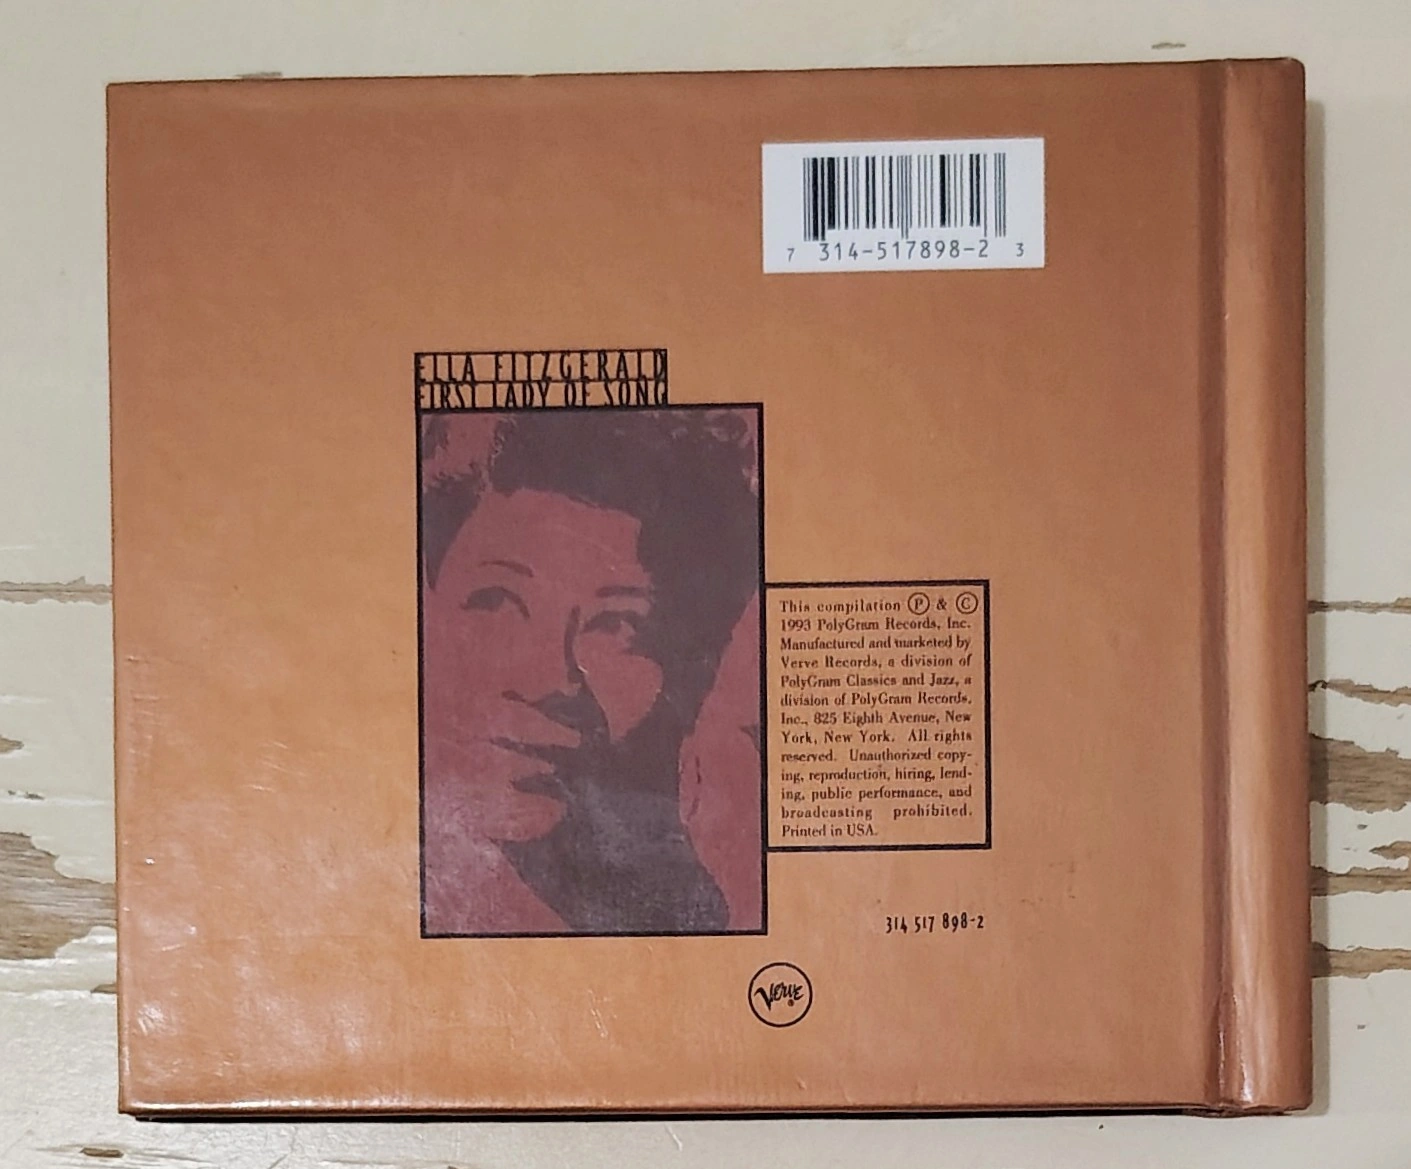 7 314-517898-2 3
ELLA FITZGERALD
FIRST LADY OF SONG
This compilation Ⓟ & Ⓒ
1993 PolyGram Records, Inc.
Manufactured and marketed by
Verve Records, a division of
PolyGram Classics and Jazz, a
division of PolyGram Records,
Inc., 825 Eighth Avenue, New
York, New York. All rights
reserved. Unauthorized copy-
ing, reproduction, hiring, lend-
ing, public performance, and
broadcasting prohibited.
Printed in USA.
314 517 898-2
Verve®